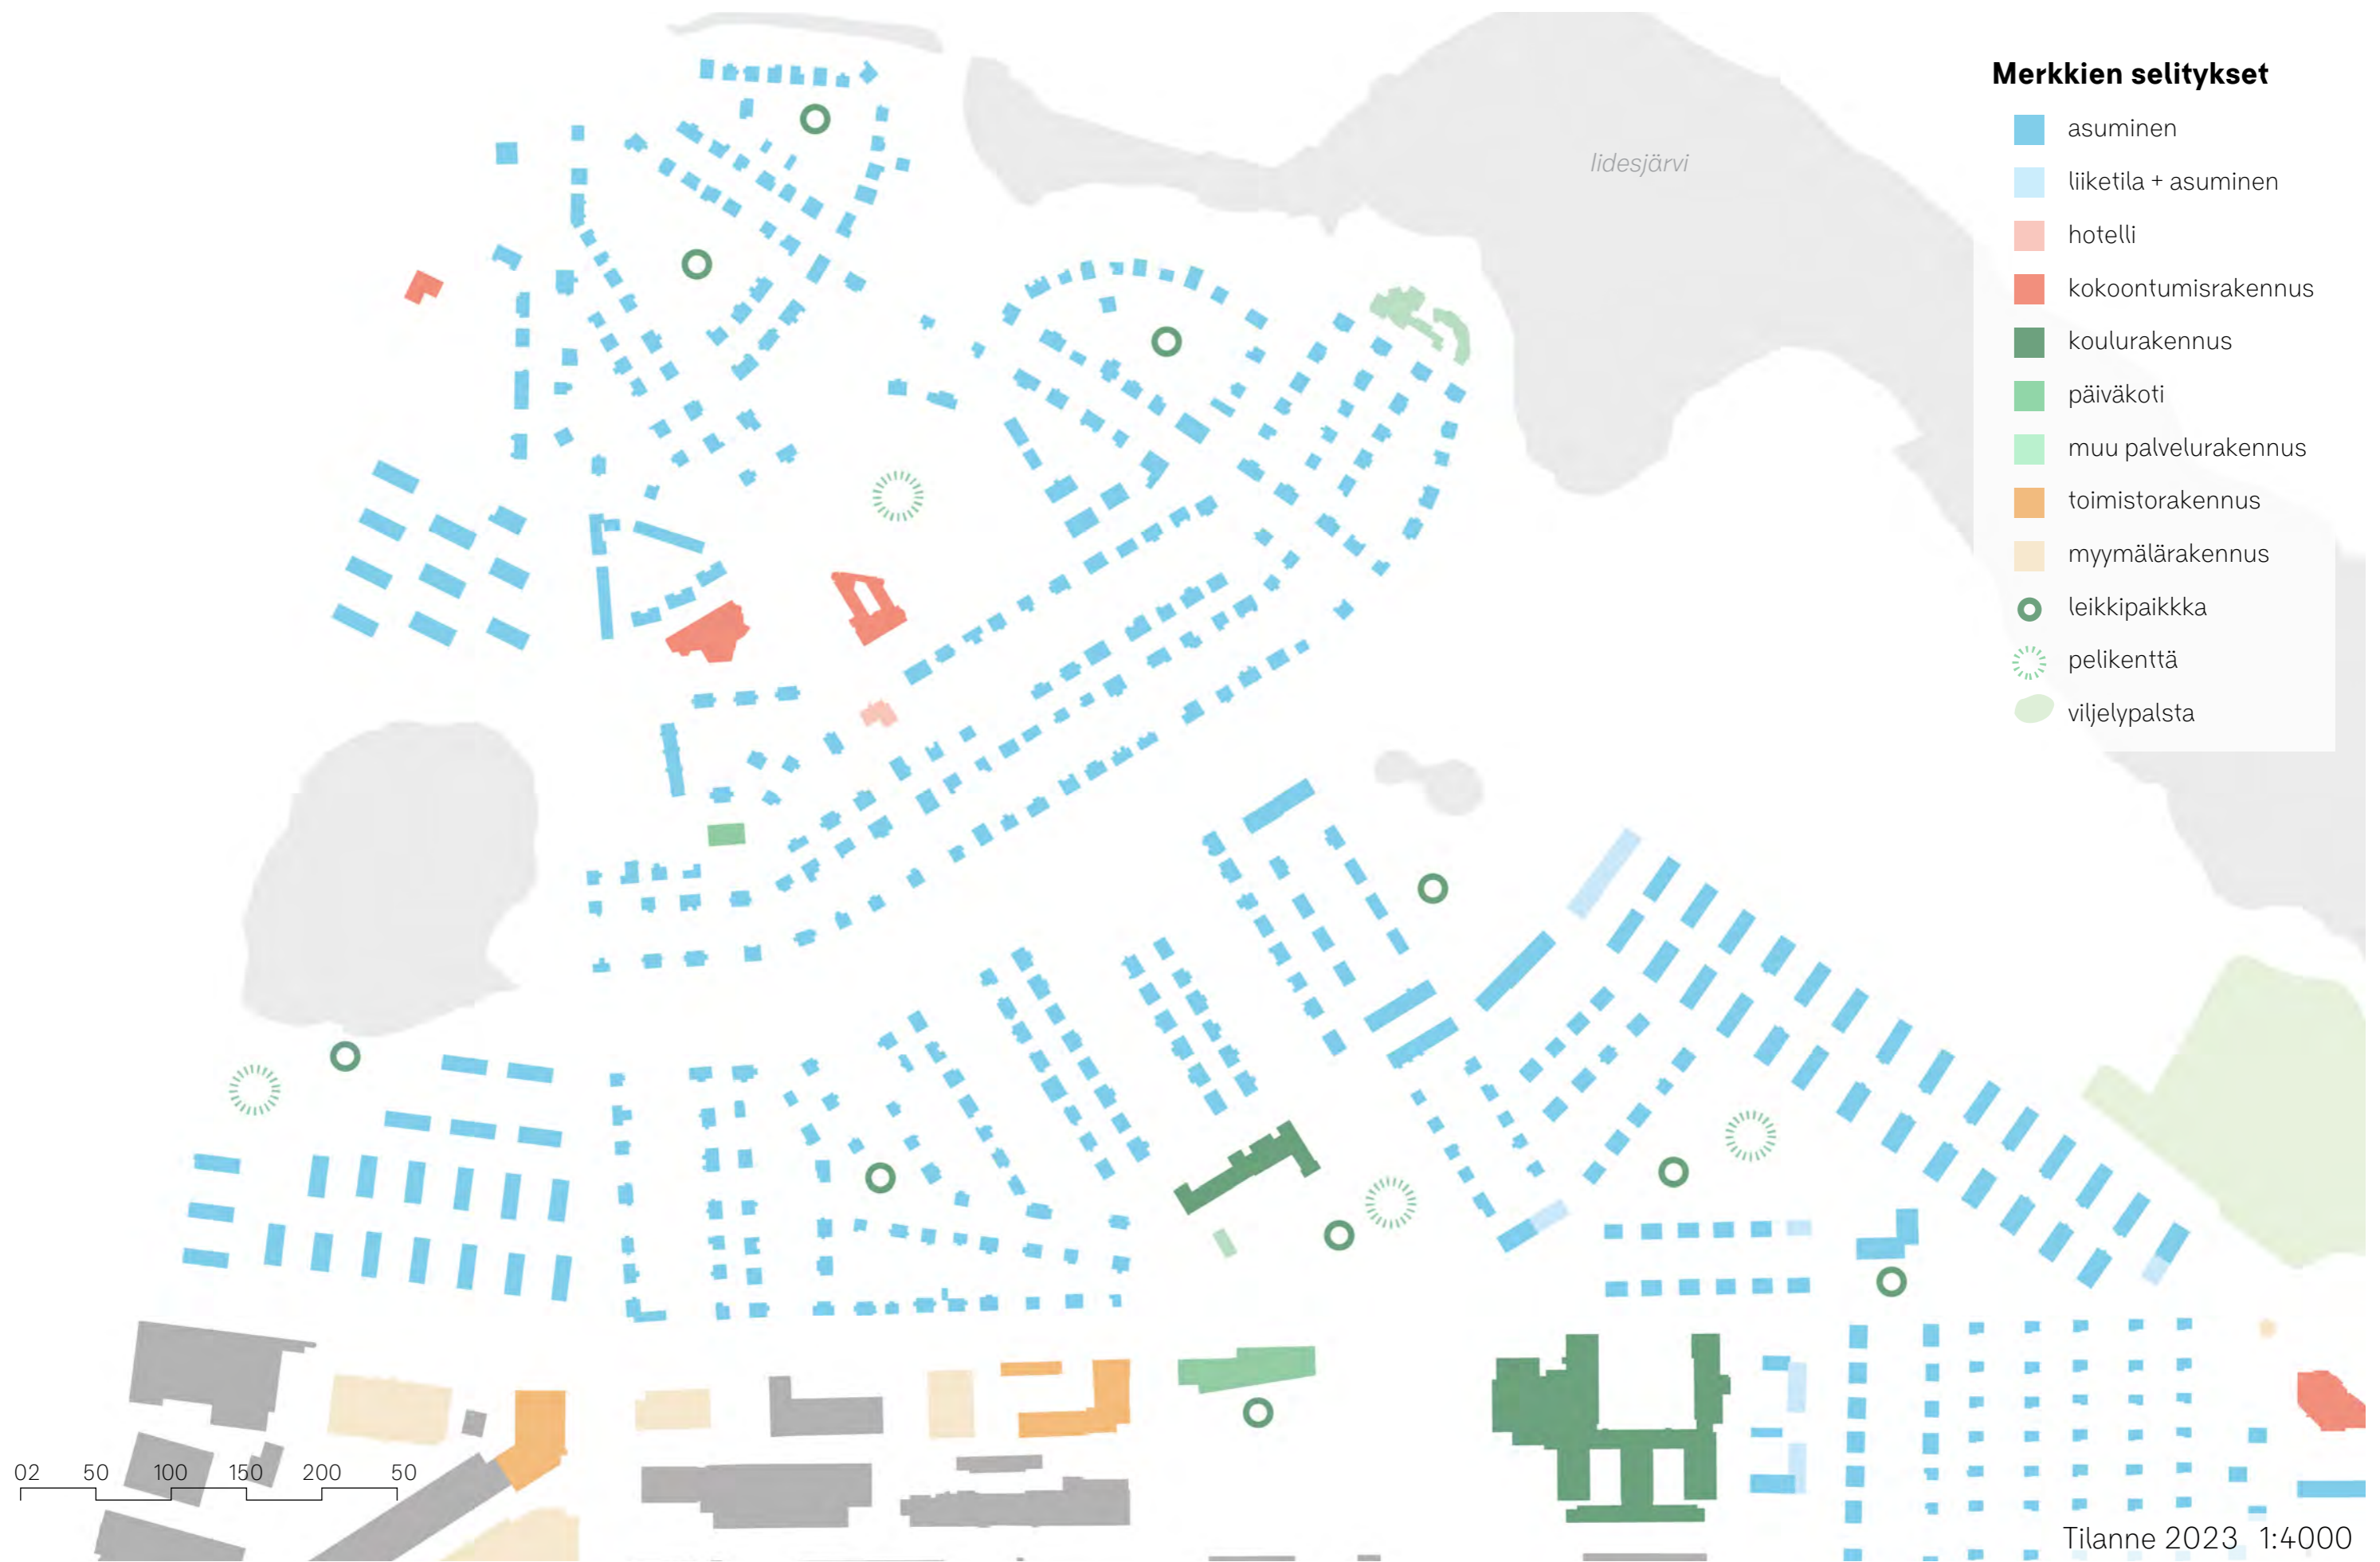 Merkkien selitykset
asuminen
liiketila + asuminen
hotelli
kokoontumisrakennus
koulurakennus
päiväkoti
muu palvelurakennus
toimistorakennus
myymälärakennus
leikkipaikkka
pelikenttä
viljelypalsta
Iidesjärvi
02 50 100 150 200 50
Tilanne 2023 1:4000